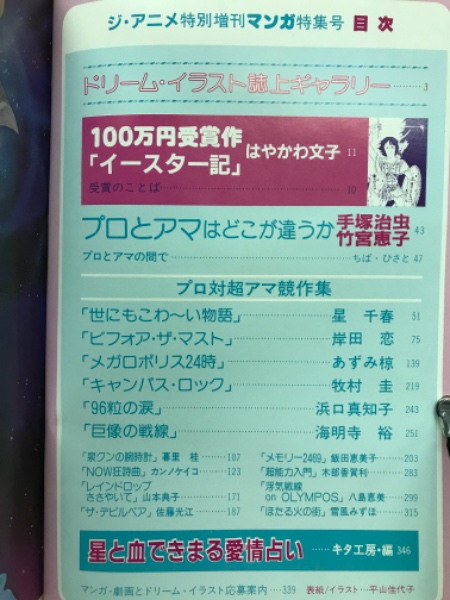 ジ・アニメ特別増刊マンガ特集号 目次
ドリーム・イラスト誌上ギャラリー………3
100万円受賞作
「イースター記」
はやかわ文子 11
受賞のことば………10
プロとアマはどこが違うか 手塚治虫 竹宮恵子 43
プロとアマの間で………ちば・ひさと 47
プロ対超アマ競作集
「世にもこわ〜い物語」………星 千春 51
「ビフォア・ザ・マスト」………岸田 恋 75
「メガロポリス24時」………あずみ椋 139
「キャンバス・ロック」………牧村 圭 219
「96粒の涙」………浜口真知子 243
「巨像の戦線」………海明寺 裕 251
「泉クンの腕時計」暮里 桂………107
「NOW狂詩曲」カンノケイコ………123
「レインドロップ
ささやいて」山本典子………171
「ザ・デビルペア」佐藤元江………187
「メモリー2469」飯田恵美子………203
「超能力入門」木部香質利………283
「浮気戦線
on OLYMPOS」八島恵美………299
「ほたる火の街」雪風みずほ………315
星と血できまる愛情占い……キタ工房・編 346
マンガ・劇画とドリーム・イラスト応募案内…339 表紙/イラスト…平山佳代子